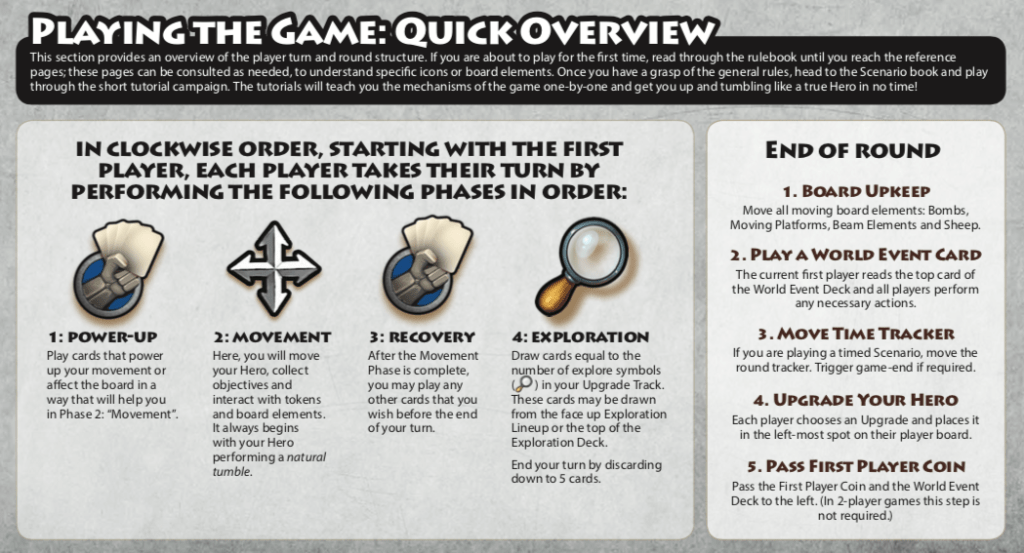 Playing the Game: Quick Overview
This section provides an overview of the player turn and round structure. If you are about to play for the first time, read through the rulebook until you reach the reference
pages; these pages can be consulted as needed, to understand specific icons or board elements. Once you have a grasp of the general rules, head to the Scenario book and play
through the short tutorial campaign. The tutorials will teach you the mechanisms of the game one-by-one and get you up and tumbling like a true Hero in no time!
In clockwise order, starting with the first
player, each player takes their turn by
performing the following phases in order:
1: Power-up
Play cards that power
up your movement or
affect the board in a
way that will help you
in Phase 2: "Movement".
2: Movement
Here, you will move
your Hero, collect
objectives and
interact with tokens
and board elements.
It always begins
with your Hero
performing a natural
tumble.
3: Recovery
After the Movement
Phase is complete,
you may play any
other cards that you
wish before the end
of your turn.
4: Exploration
Draw cards equal to the
number of explore symbols
( ) in your Upgrade Track.
These cards may be drawn
from the face up Exploration
Lineup or the top of the
Exploration Deck.
End your turn by discarding
down to 5 cards.
End of round
1. Board Upkeep
Move all moving board elements: Bombs,
Moving Platforms, Beam Elements and Sheep.
2. Play a World Event Card
The current first player reads the top card of
the World Event Deck and all players perform
any necessary actions.
3. Move Time Tracker
If you are playing a timed Scenario, move the
round tracker. Trigger game-end if required.
4. Upgrade Your Hero
Each player chooses an Upgrade and places it
in the left-most spot on their player board.
5. Pass First Player Coin
Pass the First Player Coin and the World Event
Deck to the left. (In 2-player games this step is
not required.)